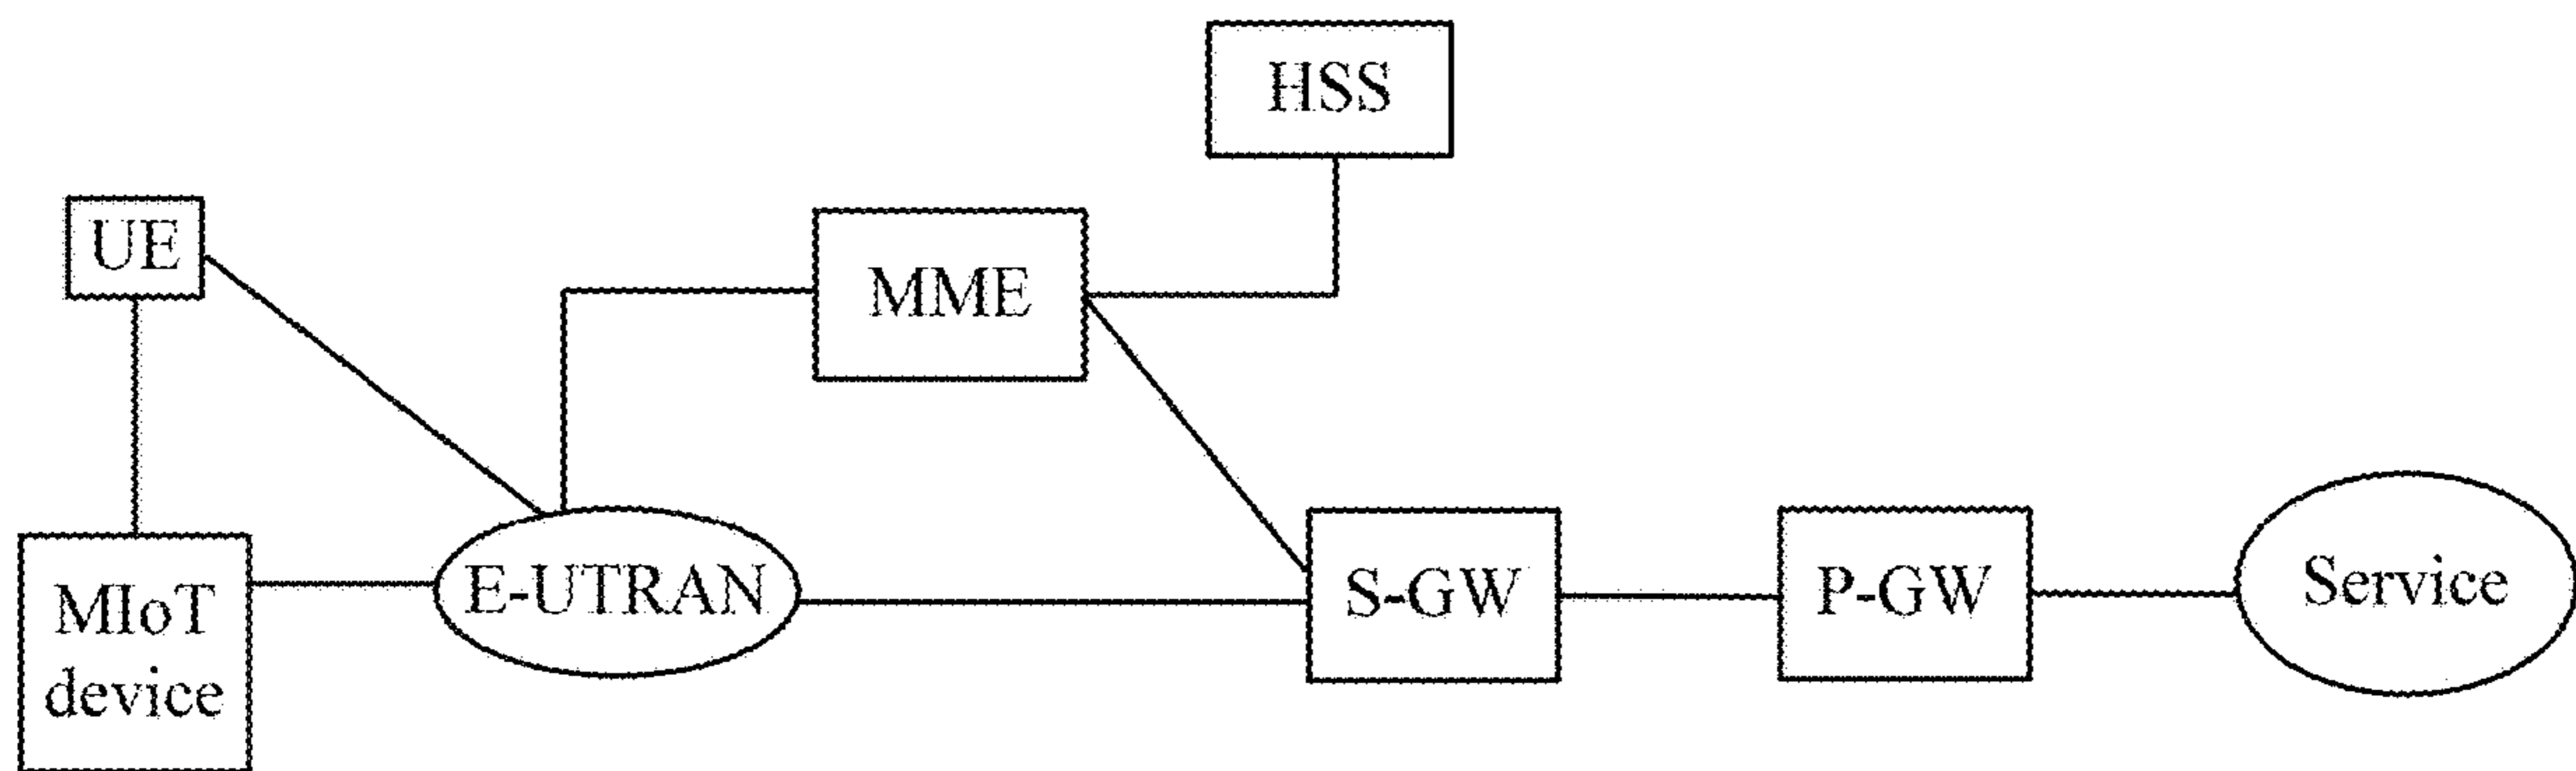 HSS
UE
MME
E-UTRAN
S-GW
P-GW
Service
MIoT
device